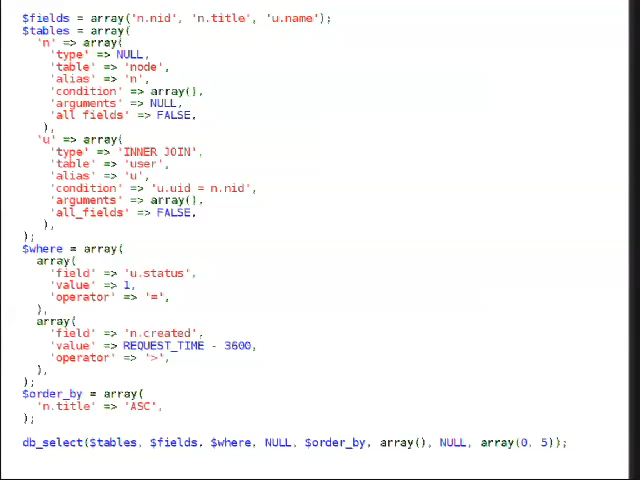 $fields = array('n.nid', 'n.title', 'u.name');
$tables = array(
'n' => array(
'type' => NULL,
'table' => 'node',
'alias' => 'n',
'condition' => array(),
'arguments' => NULL,
'all_fields' => FALSE,
),
'u' => array(
'type' => 'INNER JOIN',
'table' => 'user',
'alias' => 'u',
'condition' => 'u.uid = n.nid',
'arguments' => array(),
'all_fields' => FALSE,
),
);
$where = array(
array(
'field' => 'u.status',
'value' => 1,
'operator' => '=',
),
array(
'field' => 'n.created',
'value' => REQUEST_TIME - 3600,
'operator' => '>',
),
);
$order_by = array(
'n.title' => 'ASC',
);
db_select($tables, $fields, $where, NULL, $order_by, array(), NULL, array(0, 5));